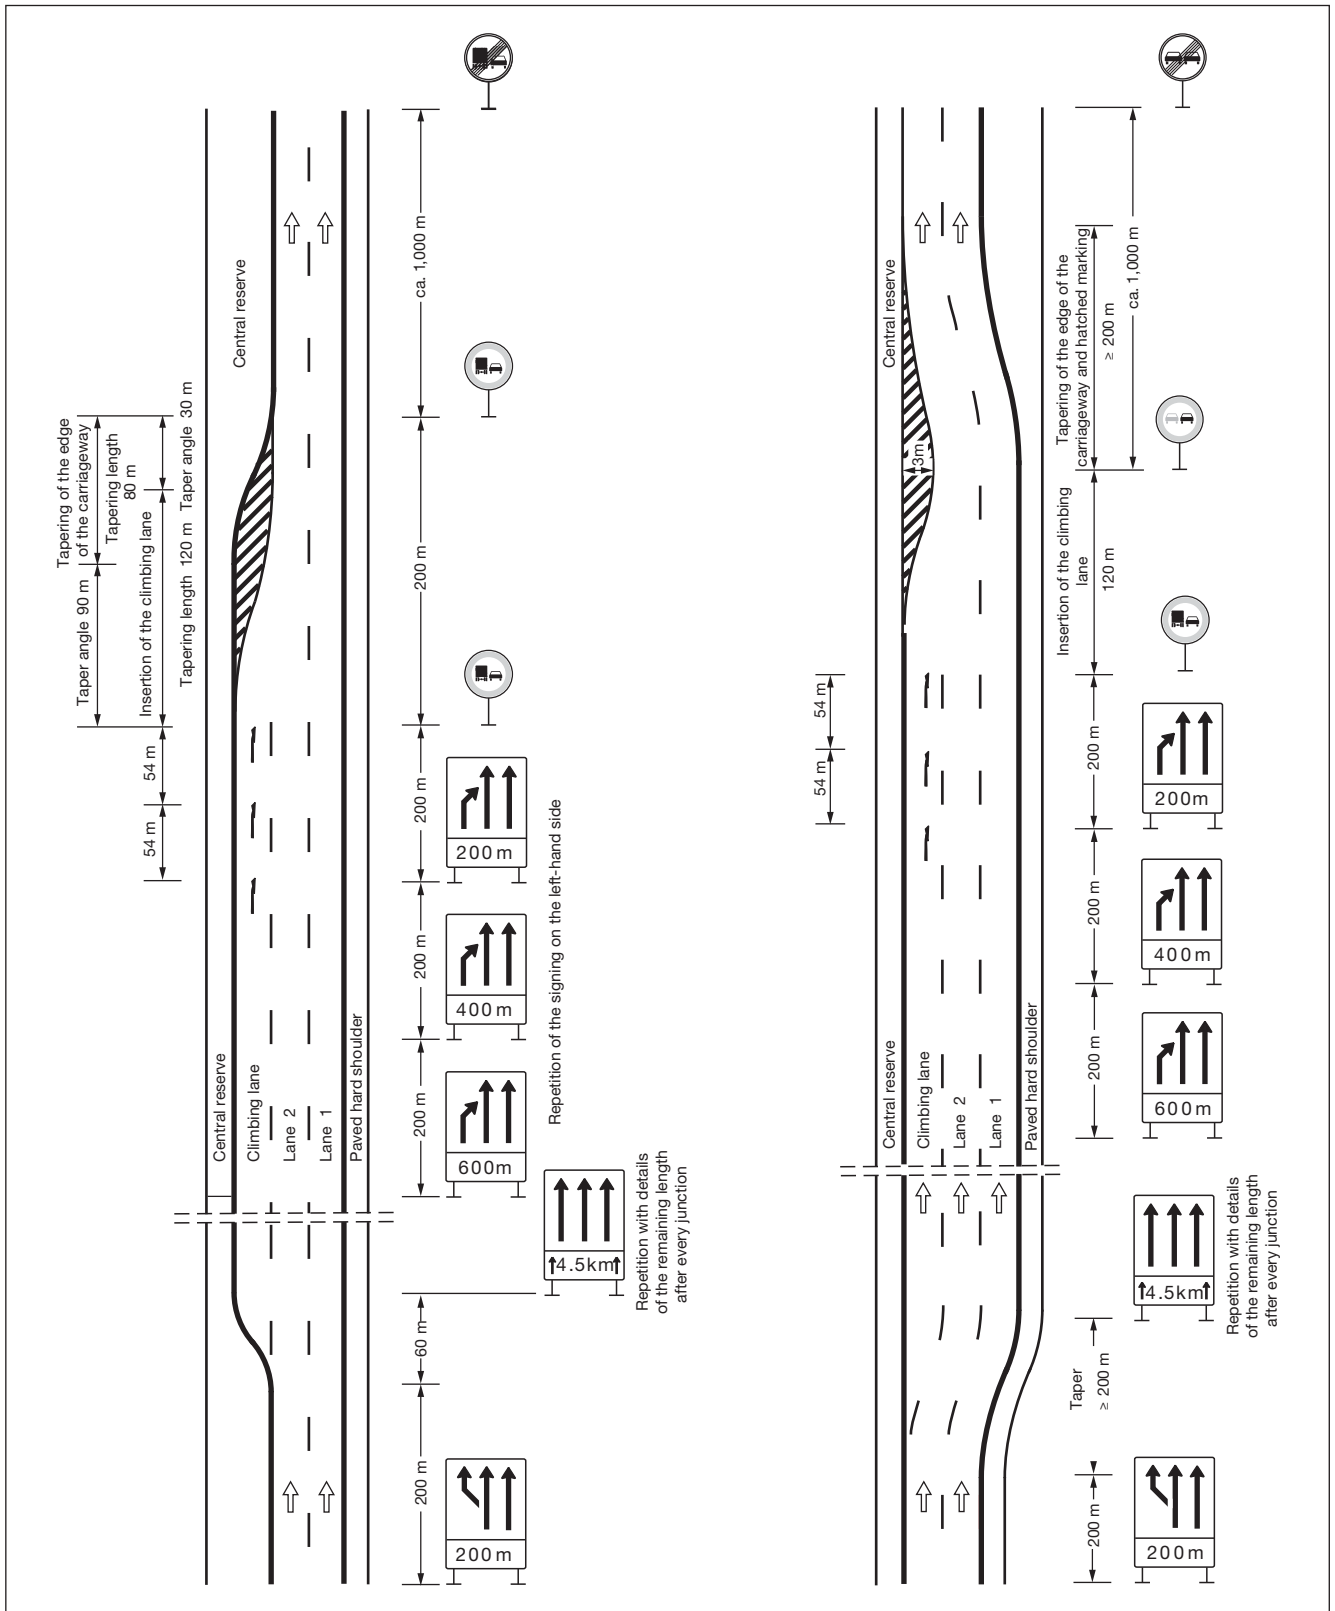 ca. 1,000 m
Central reserve
Tapering of the edge
of the carriageway
Tapering length
80 m
Taper angle 30 m
Taper angle 90 m
Insertion of the climbing lane
Tapering length 120 m
200 m
54 m
54 m
200 m
200m
200 m
400m
200 m
600m
Repetition of the signing on the left-hand side
Central reserve
Climbing lane
Lane 2
Lane 1
Paved hard shoulder
4.5km
Repetition with details
of the remaining length
after every junction
60 m
200 m
200m
Central reserve
Tapering of the edge of the
carriageway and hatched marking
≥ 200 m
ca. 1,000 m
3m
Insertion of the climbing
lane
120 m
54 m
54 m
200 m
200m
200 m
400m
200 m
600m
Central reserve
Climbing lane
Lane 2
Lane 1
Paved hard shoulder
4.5km
Repetition with details
of the remaining length
after every junction
Taper
≥ 200 m
200 m
200m